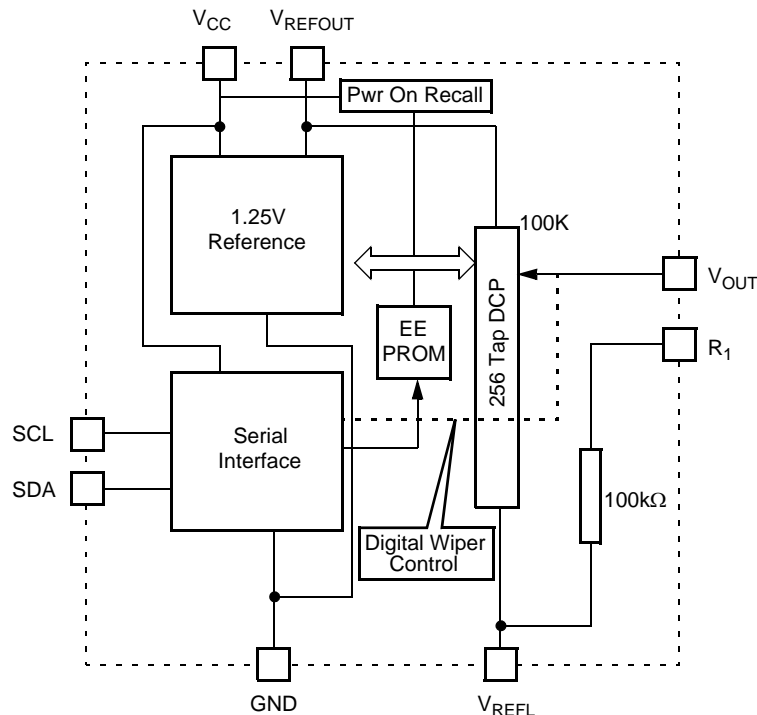 VCC
VREFOUT
Pwr On Recall
1.25V
Reference
100K
256 Tap DCP
VOUT
EE
PROM
R1
SCL
SDA
Serial
Interface
100kΩ
Digital Wiper
Control
GND
VREFL